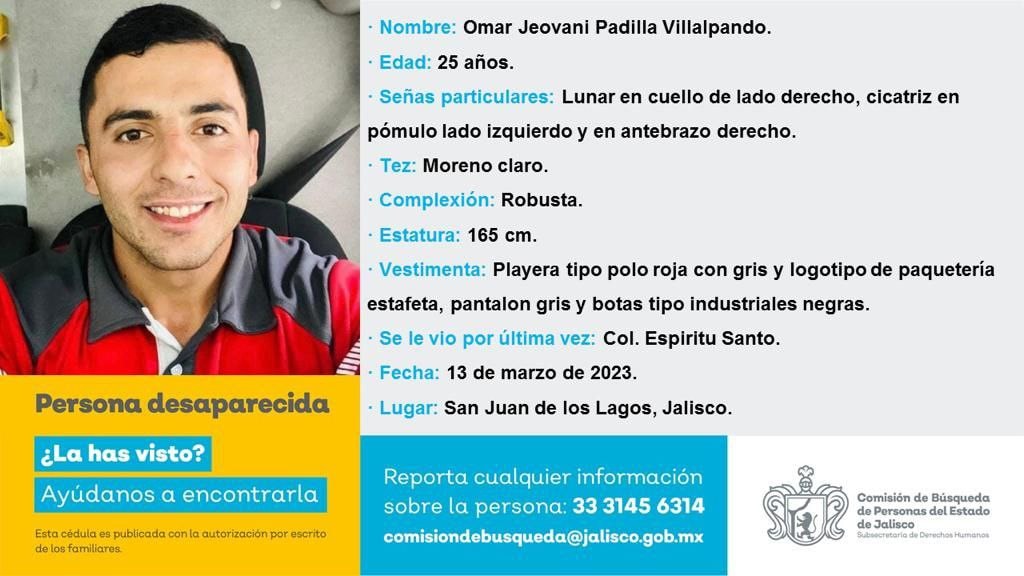 · Nombre: Omar Jeovani Padilla Villalpando.
· Edad: 25 años.
· Señas particulares: Lunar en cuello de lado derecho, cicatriz en
pómulo lado izquierdo y en antebrazo derecho.
· Tez: Moreno claro.
· Complexión: Robusta.
· Estatura: 165 cm.
· Vestimenta: Playera tipo polo roja con gris y logotipo de paquetería
estafeta, pantalon gris y botas tipo industriales negras.
· Se le vio por última vez: Col. Espiritu Santo.
· Fecha: 13 de marzo de 2023.
· Lugar: San Juan de los Lagos, Jalisco.
Persona desaparecida
¿La has visto?
Ayúdanos a encontrarla
Esta cédula es publicada con la autorización por escrito
de los familiares.
Reporta cualquier información
sobre la persona: 33 3145 6314
comisiondebusqueda@jalisco.gob.mx
Comisión de Búsqueda
de Personas del Estado
de Jalisco
Subsecretaría de Derechos Humanos